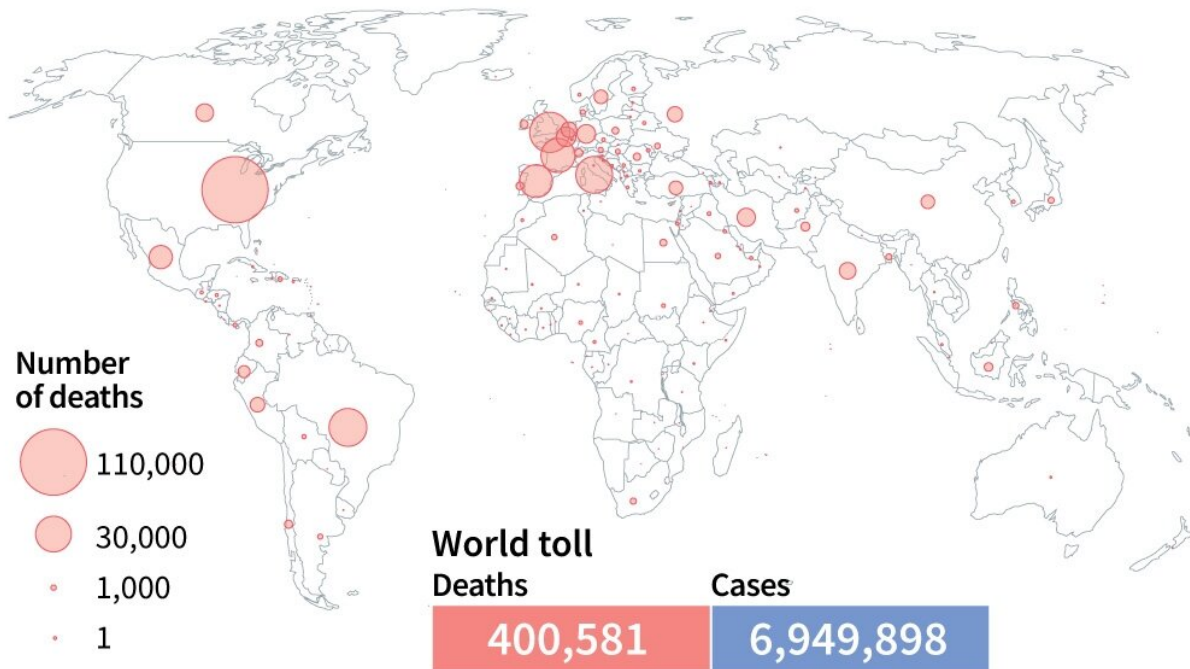 Number
of deaths
110,000
30,000
1,000
1
World toll
Deaths Cases
400,581 6,949,898